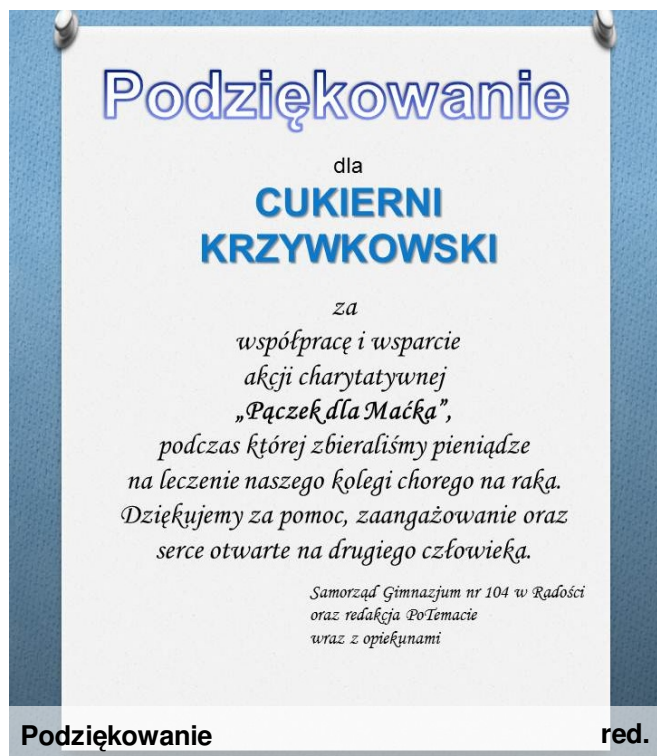 Podziękowanie
dla
CUKIERNI
KRZYWKOWSKI
za
współpracę i wsparcie
akcji charytatywnej
„Pączek dla Maćka”,
podczas której zbieraliśmy pieniądze
na leczenie naszego kolegi chorego na raka.
Dziękujemy za pomoc, zaangażowanie oraz
serce otwarte na drugiego człowieka.
Samorząd Gimnazjum nr 104 w Radości
oraz redakcja PoTemacie
wraz z opiekunami
Podziękowanie red.